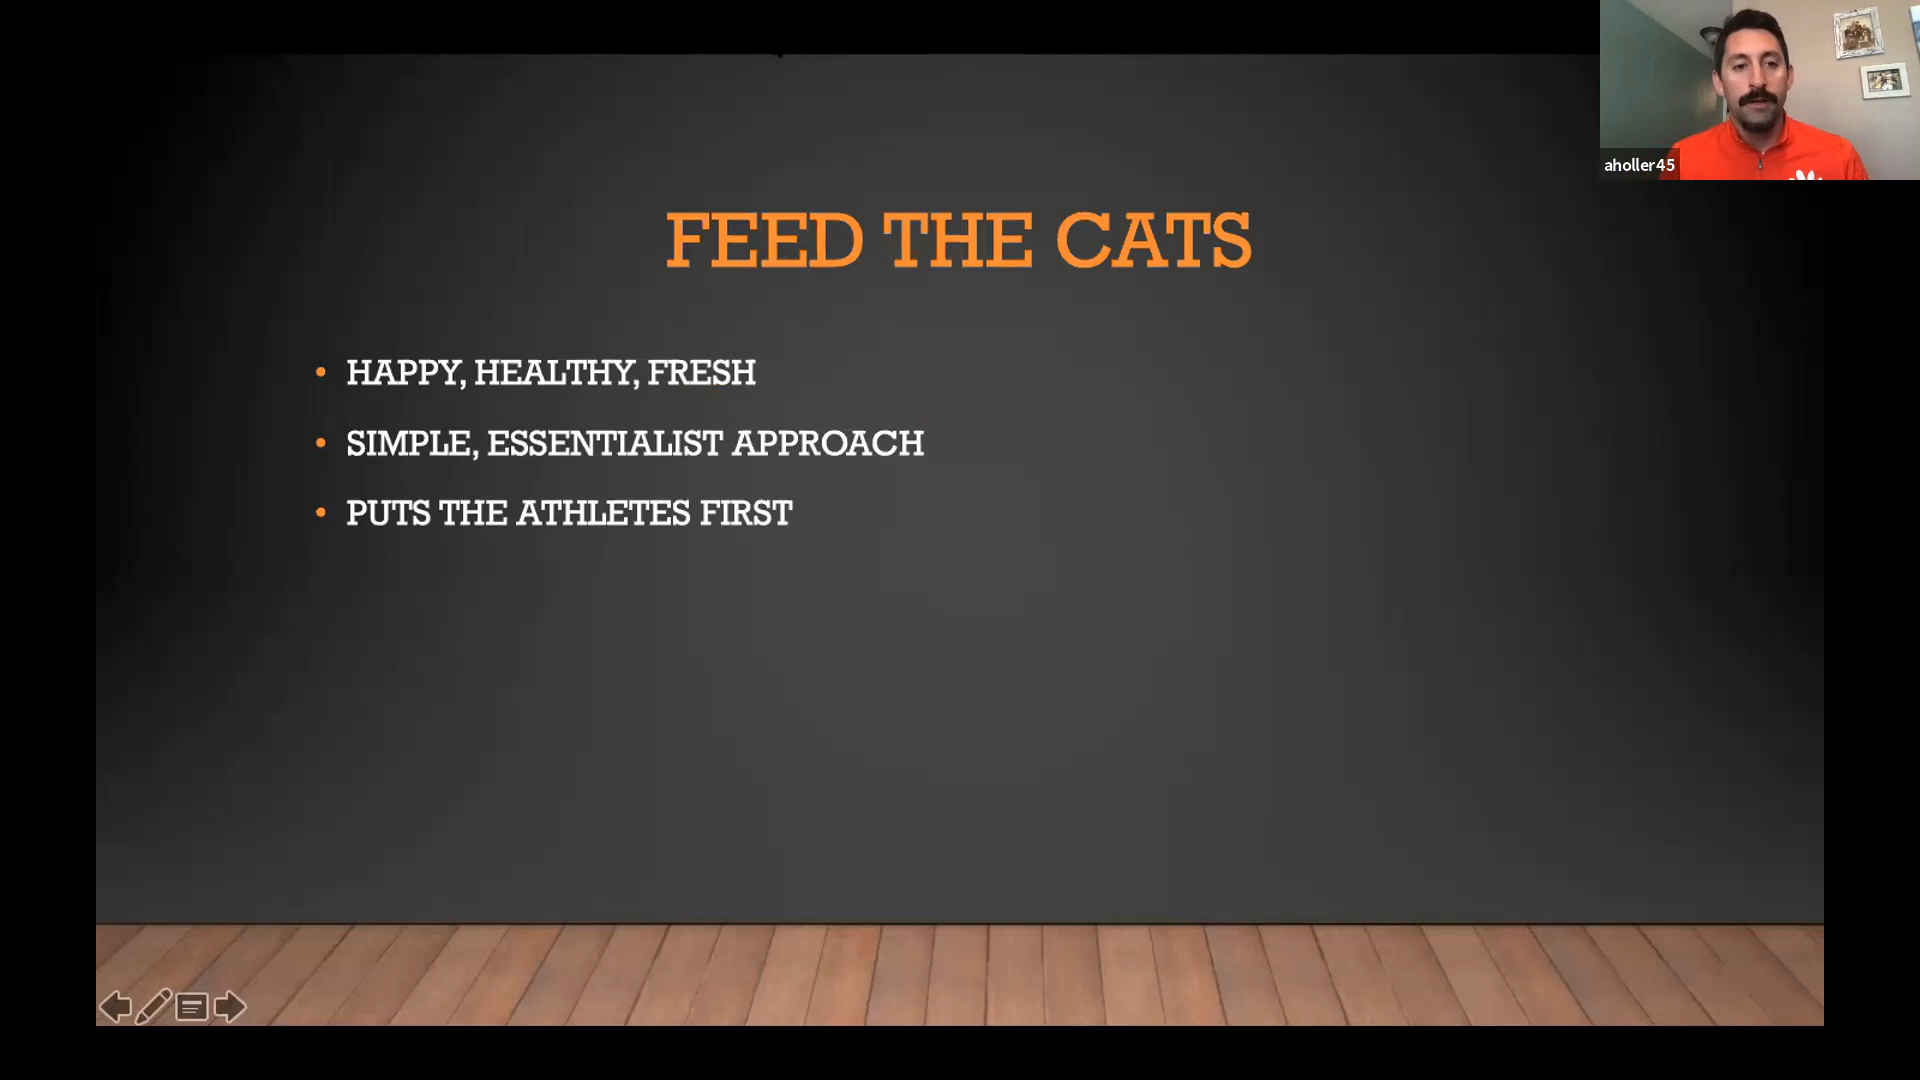 aholler45
FEED THE CATS
• HAPPY, HEALTHY, FRESH
• SIMPLE, ESSENTIALIST APPROACH
• PUTS THE ATHLETES FIRST